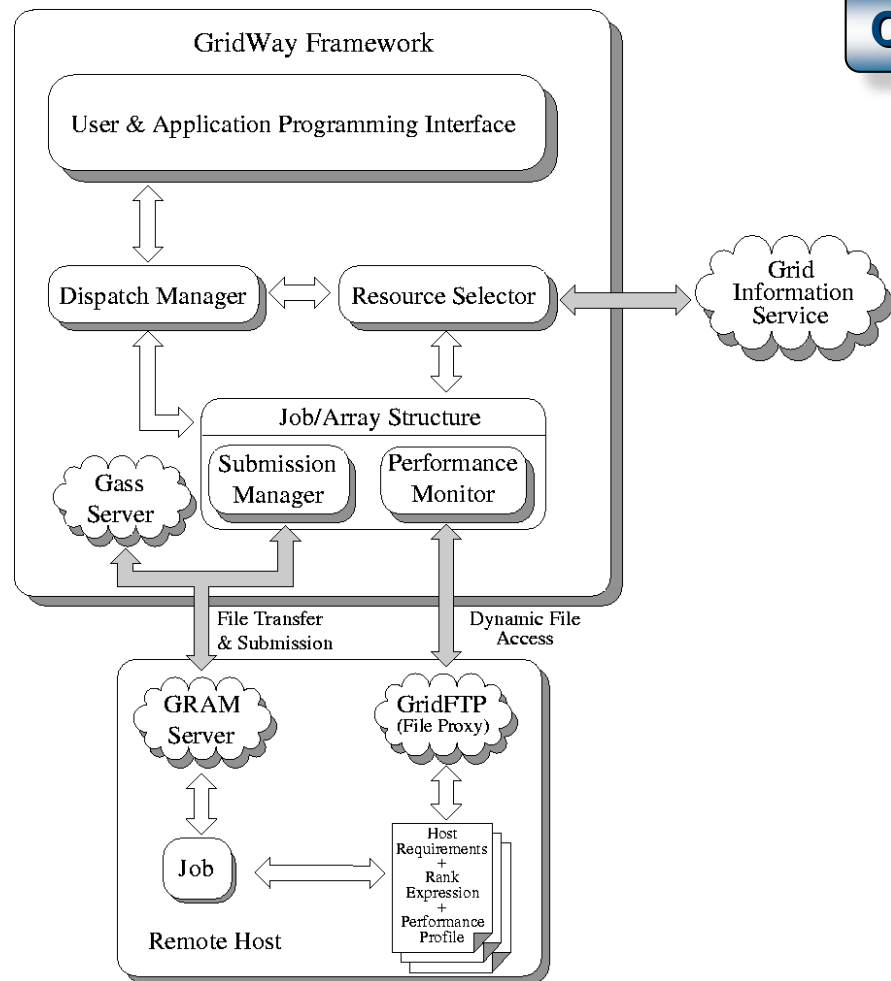 GridWay Framework
User & Application Programming Interface
Dispatch Manager
Resource Selector
Grid
Information
Service
Job/Array Structure
Submission
Manager
Performance
Monitor
Gass
Server
File Transfer
& Submission
Dynamic File
Access
GRAM
Server
GridFTP
(File Proxy)
Job
Host
Requirements
+
Rank
Expression
+
Performance
Profile
Remote Host